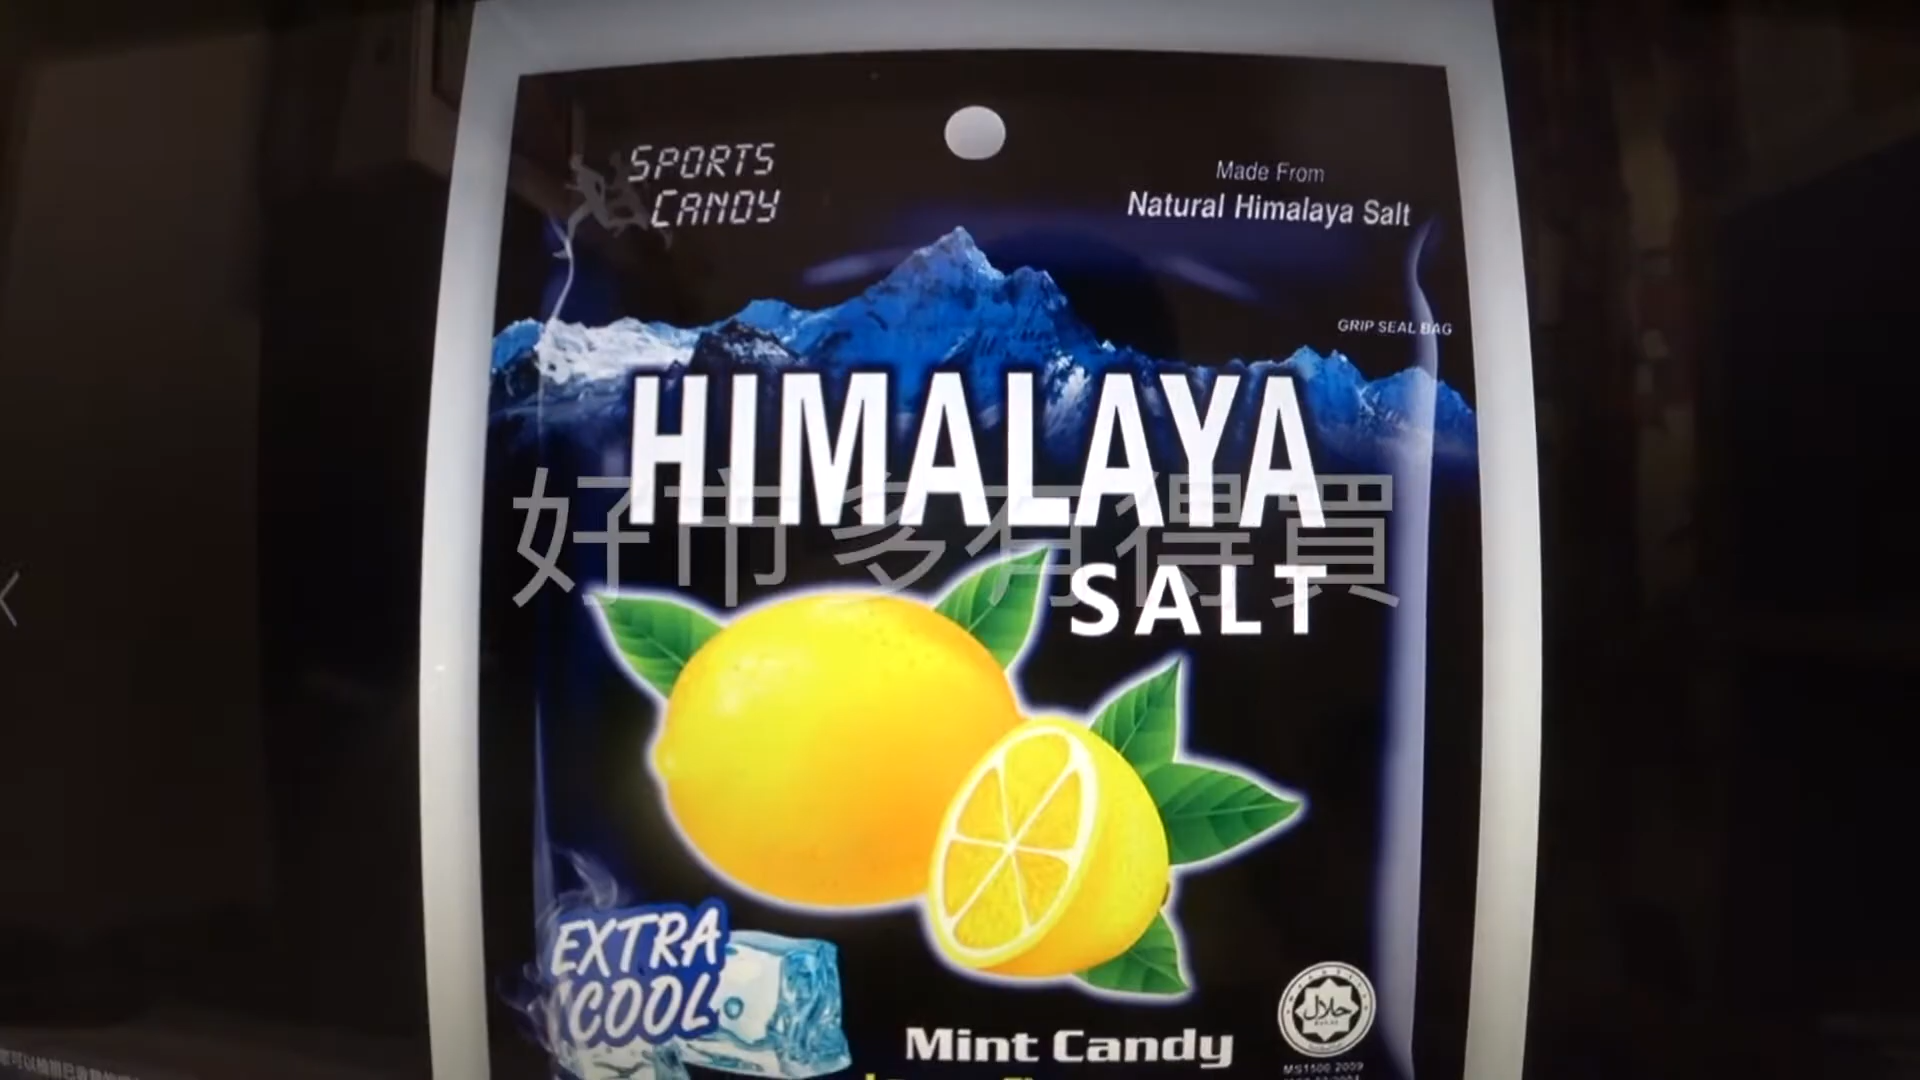 SPORTS
CANDY
Made From
Natural Himalaya Salt
GRIP SEAL BAG
HIMALAYA
SALT
好市多有得買
EXTRA
COOL
Mint Candy
حلال
MS1500 2009